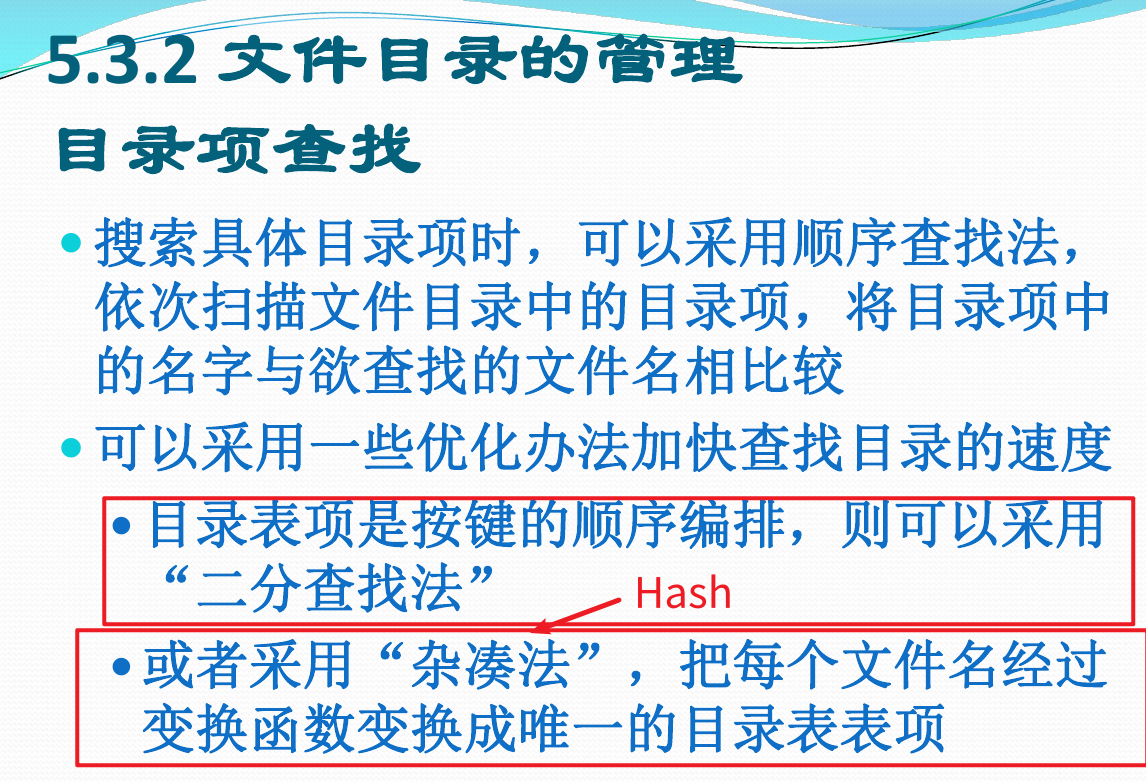 5.3.2 文件目录的管理
目录项查找
•搜索具体目录项时，可以采用顺序查找法，
依次扫描文件目录中的目录项，将目录项中
的名字与欲查找的文件名相比较
•可以采用一些优化办法加快查找目录的速度
•目录表项是按键的顺序编排，则可以采用
“二分查找法”
Hash
•或者采用“杂凑法”，把每个文件名经过
变换函数变换成唯一的目录表表项